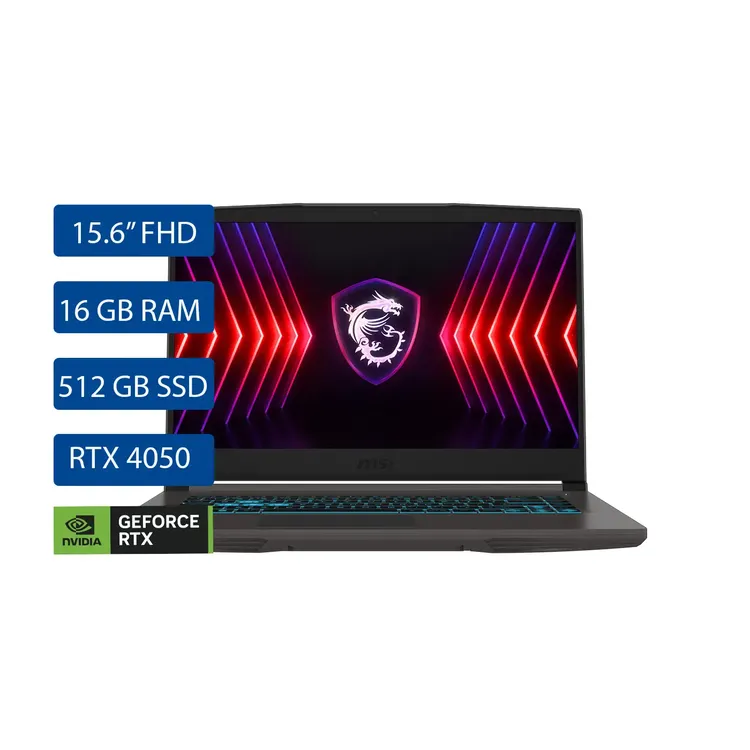 15.6” FHD
16 GB RAM
512 GB SSD
RTX 4050
NVIDIA
GEFORCE
RTX
msi